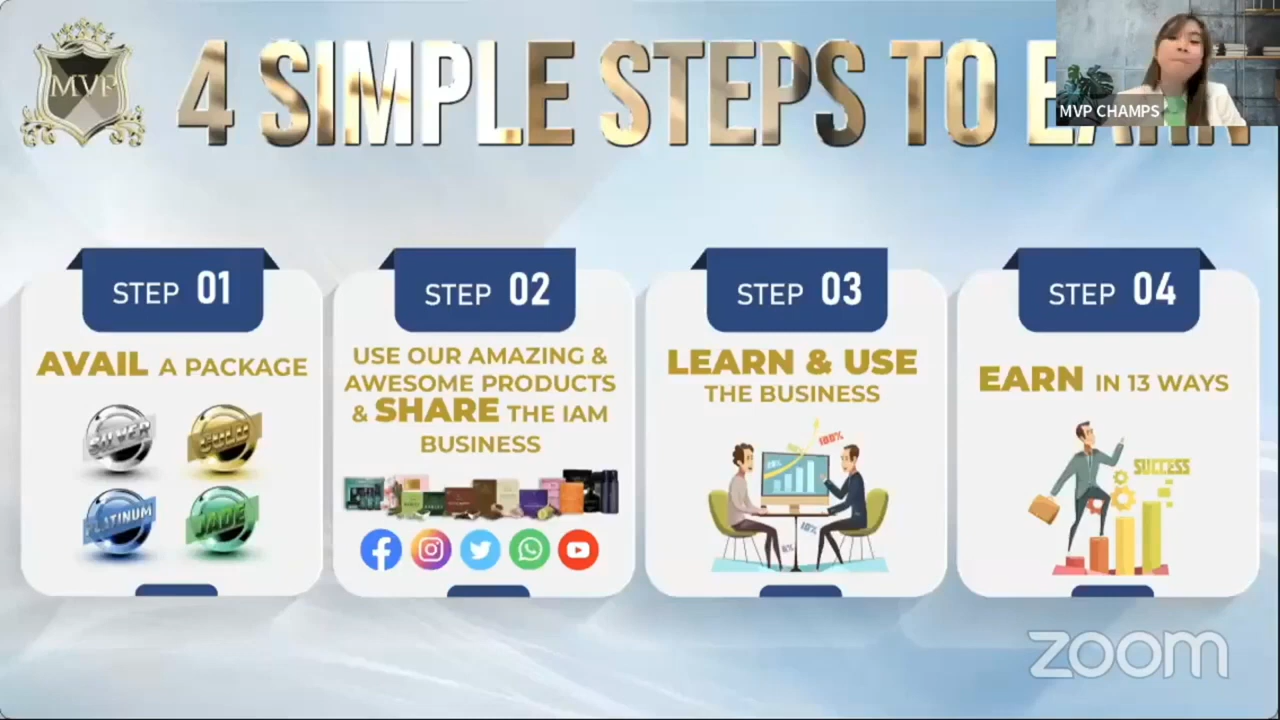 MVP
4 SIMPLE STEPS TO
MVP CHAMPS
STEP 01
AVAIL A PACKAGE
SILVER
GOLD
PLATINUM
JADE
STEP 02
USE OUR AMAZING &
AWESOME PRODUCTS
& SHARE THE IAM
BUSINESS
STEP 03
LEARN & USE
THE BUSINESS
100%
10%
STEP 04
EARN IN 13 WAYS
SUCCESS
zoom